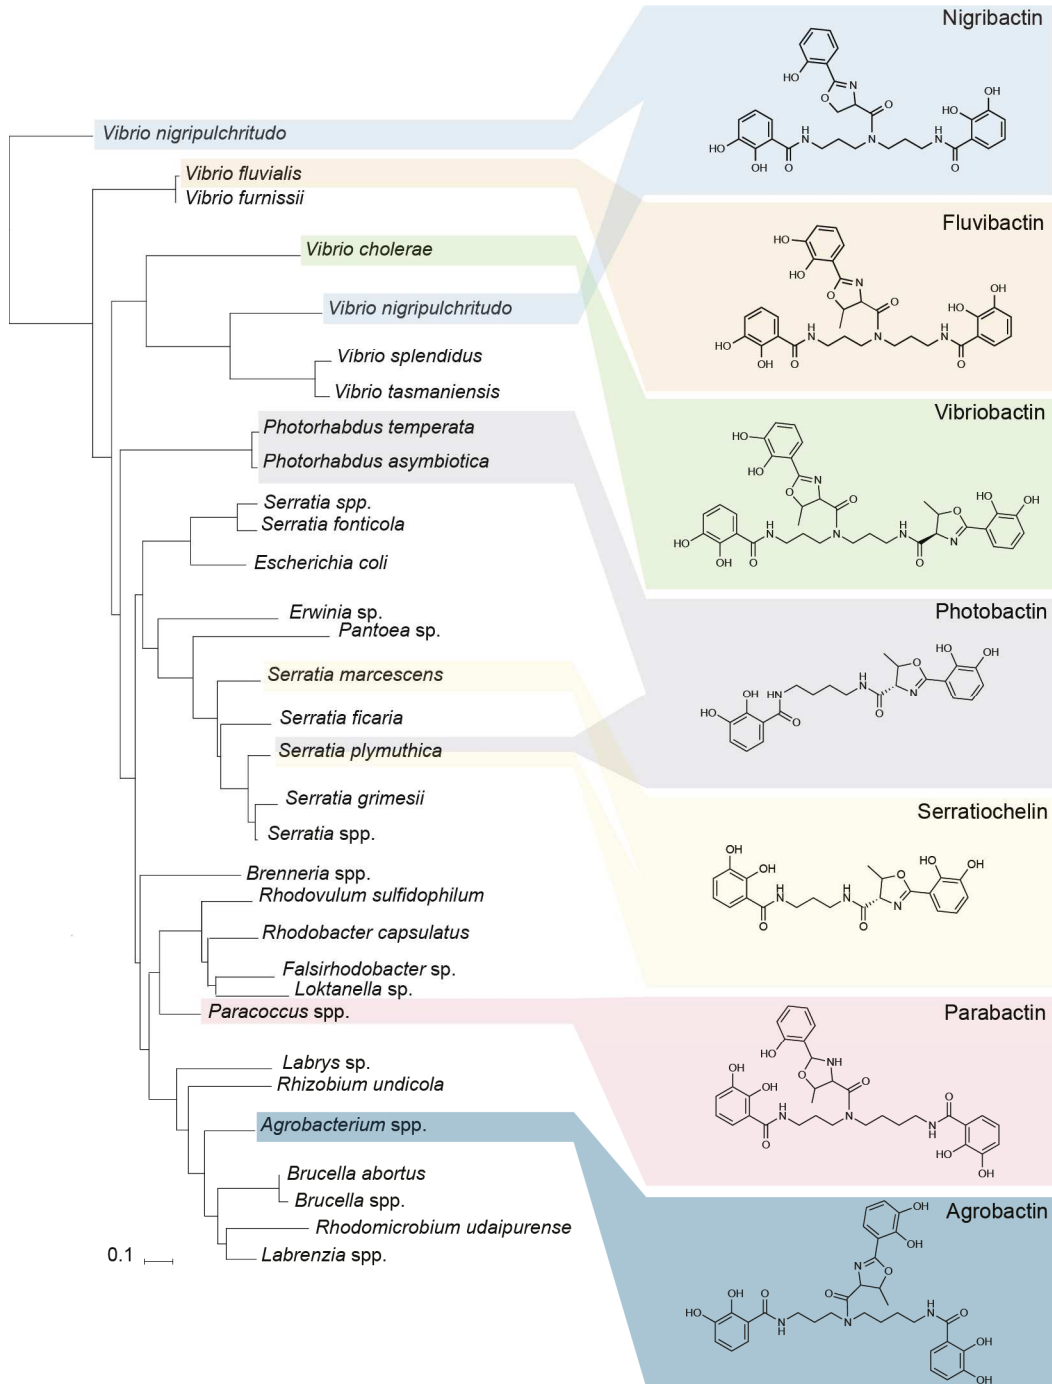 Nigribactin
Vibrio nigripulchritudo
Vibrio fluvialis
Vibrio furnissii
Fluvibactin
Vibrio cholerae
Vibrio nigripulchritudo
Vibrio splendidus
Vibrio tasmaniensis
Vibriobactin
Photorhabdus temperata
Photorhabdus asymbiotica
Serratia spp.
Serratia fonticola
Escherichia coli
Photobactin
Erwinia sp.
Pantoea sp.
Serratia marcescens
Serratia ficaria
Serratia plymuthica
Serratia grimesii
Serratia spp.
Serratiochelin
Brenneria spp.
Rhodovulum sulfidophilum
Rhodobacter capsulatus
Falsirhodobacter sp.
Loktanella sp.
Paracoccus spp.
Parabactin
Labrys sp.
Rhizobium undicola
Agrobacterium spp.
Brucella abortus
Brucella spp.
Rhodomicrobium udaipurense
Labrenzia spp.
Agrobactin
0.1